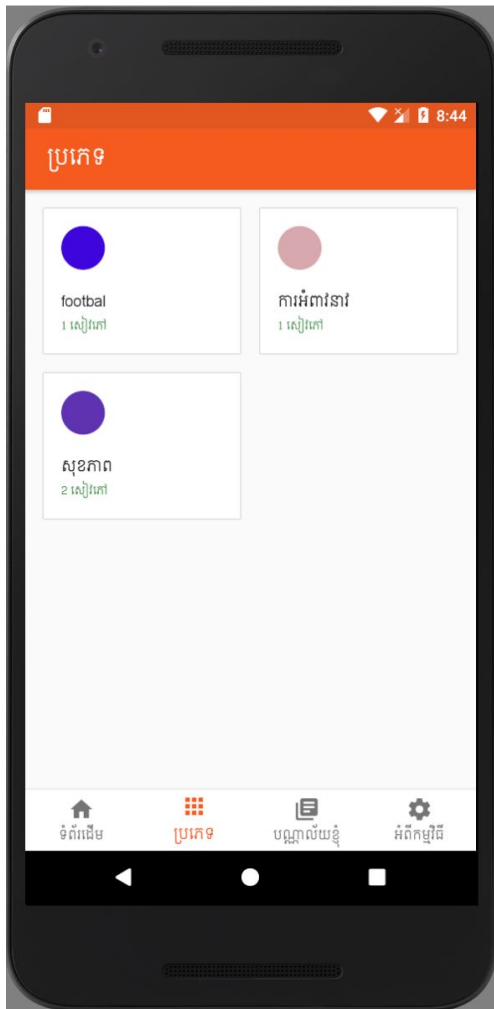 8:44
ប្រភេទ
footbal
1 សៀវភៅ
ការអំពាវនាវ
1 សៀវភៅ
សុខភាព
2 សៀវភៅ
ទំព័រដើម
ប្រភេទ
បណ្ណាល័យខ្ញុំ
អំពីកម្មវិធី